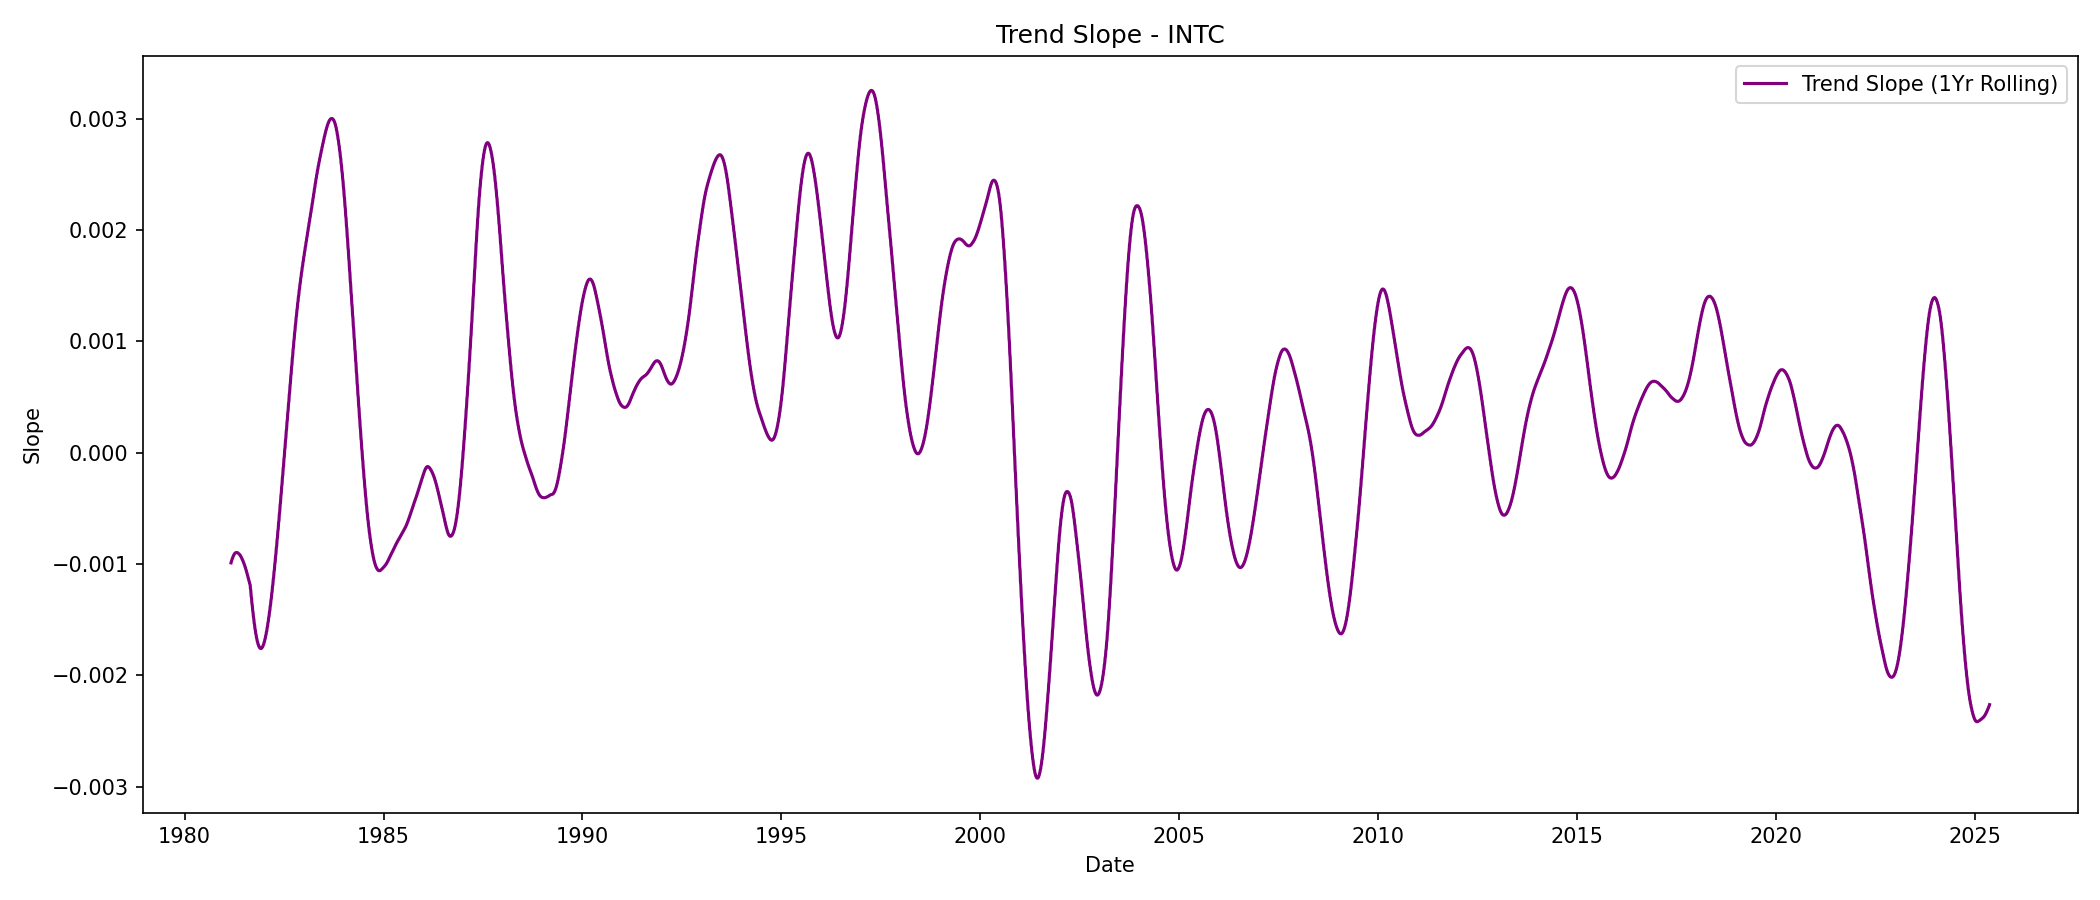 Trend Slope - INTC
Trend Slope (1Yr Rolling)
Slope
0.003
0.002
0.001
0.000
−0.001
−0.002
−0.003
1980 1985 1990 1995 2000 2005 2010 2015 2020 2025
Date